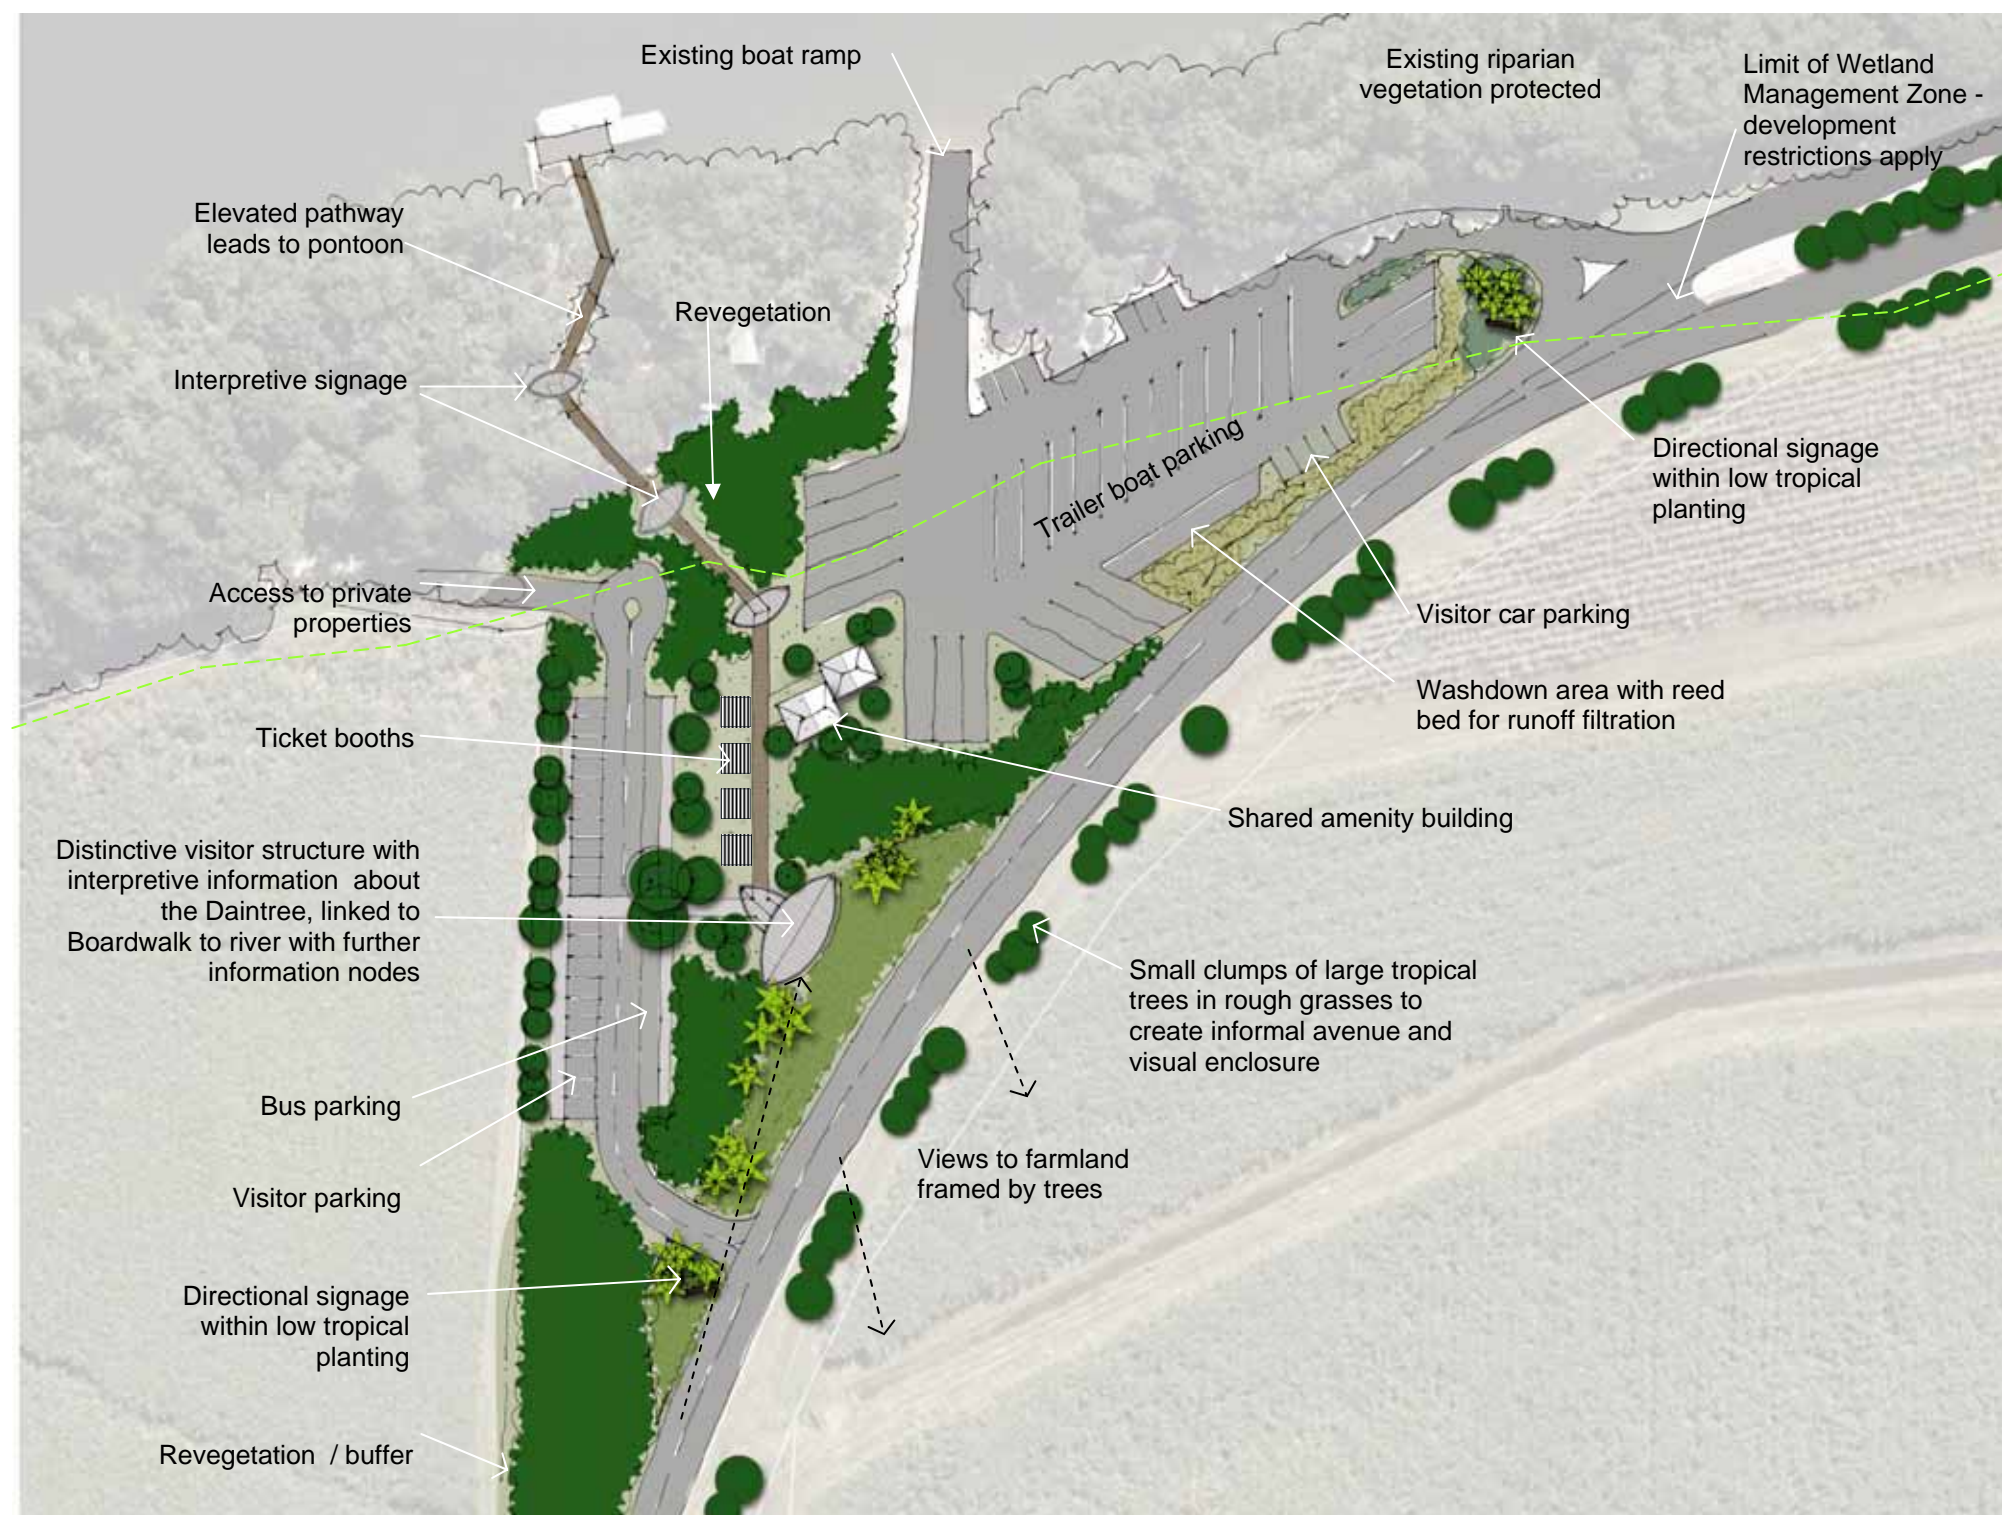 Existing boat ramp
Existing riparian
vegetation protected
Limit of Wetland
Management Zone -
development
restrictions apply
Elevated pathway
leads to pontoon
Revegetation
Interpretive signage
Trailer boat parking
Directional signage
within low tropical
planting
Access to private
properties
Visitor car parking
Washdown area with reed
bed for runoff filtration
Ticket booths
Shared amenity building
Distinctive visitor structure with
interpretive information about
the Daintree, linked to
Boardwalk to river with further
information nodes
Small clumps of large tropical
trees in rough grasses to
create informal avenue and
visual enclosure
Bus parking
Views to farmland
framed by trees
Visitor parking
Directional signage
within low tropical
planting
Revegetation / buffer